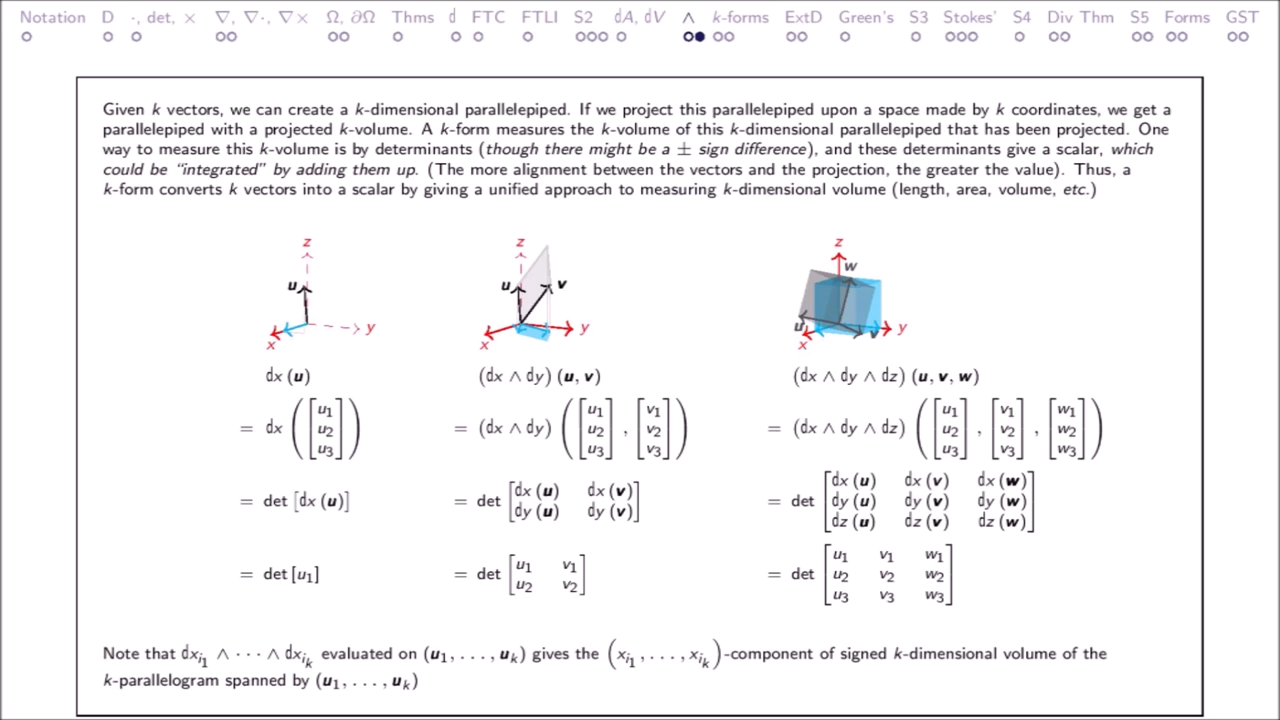 Notation D ·, det, × ∇, ∇·, ∇× Ω, ∂Ω Thms đ FTC FTLI S2 đA, đV ∧ k-forms ExtD Green's S3 Stokes' S4 Div Thm S5 Forms GST
Given k vectors, we can create a k-dimensional parallelepiped. If we project this parallelepiped upon a space made by k coordinates, we get a
parallelepiped with a projected k-volume. A k-form measures the k-volume of this k-dimensional parallelepiped that has been projected. One
way to measure this k-volume is by determinants (though there might be a ± sign difference), and these determinants give a scalar, which
could be “integrated” by adding them up. (The more alignment between the vectors and the projection, the greater the value). Thus, a
k-form converts k vectors into a scalar by giving a unified approach to measuring k-dimensional volume (length, area, volume, etc.)
z u x y
z u v x y
z w u v x y
dx (u) (dx ∧ dy) (u, v) (dx ∧ dy ∧ dz) (u, v, w)
= dx ([u1 u2 u3]) = (dx ∧ dy) ([u1 u2 u3], [v1 v2 v3]) = (dx ∧ dy ∧ dz) ([u1 u2 u3], [v1 v2 v3], [w1 w2 w3])
= det [dx (u)] = det [dx (u) dx (v) dy (u) dy (v)] = det [dx (u) dx (v) dx (w) dy (u) dy (v) dy (w) dz (u) dz (v) dz (w)]
= det [u1] = det [u1 v1 u2 v2] = det [u1 v1 w1 u2 v2 w2 u3 v3 w3]
Note that dx_i1 ∧ · · · ∧ dx_ik evaluated on (u1, . . . , uk) gives the (x_i1, . . . , x_ik)-component of signed k-dimensional volume of the
k-parallelogram spanned by (u1, . . . , uk)